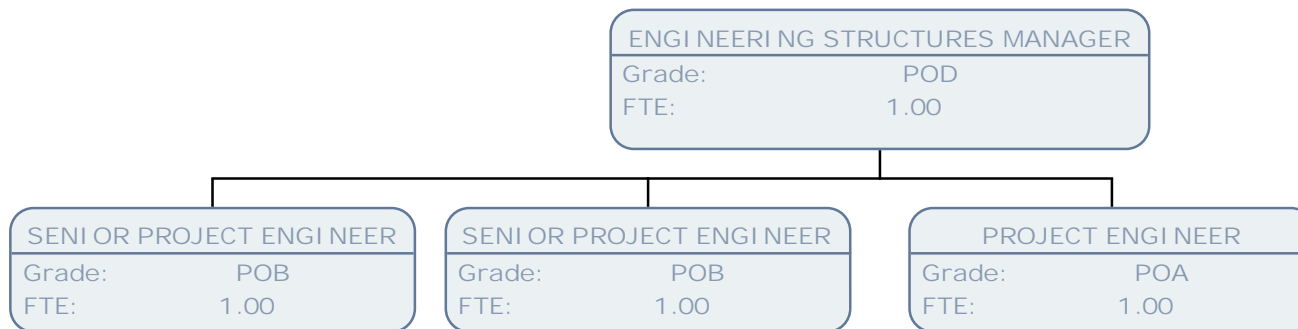 ENGINEERING STRUCTURES MANAGER
Grade: POD
FTE: 1.00
SENIOR PROJECT ENGINEER SENIOR PROJECT ENGINEER PROJECT ENGINEER
Grade: POB Grade: POB Grade: POA
FTE: 1.00 FTE: 1.00 FTE: 1.00